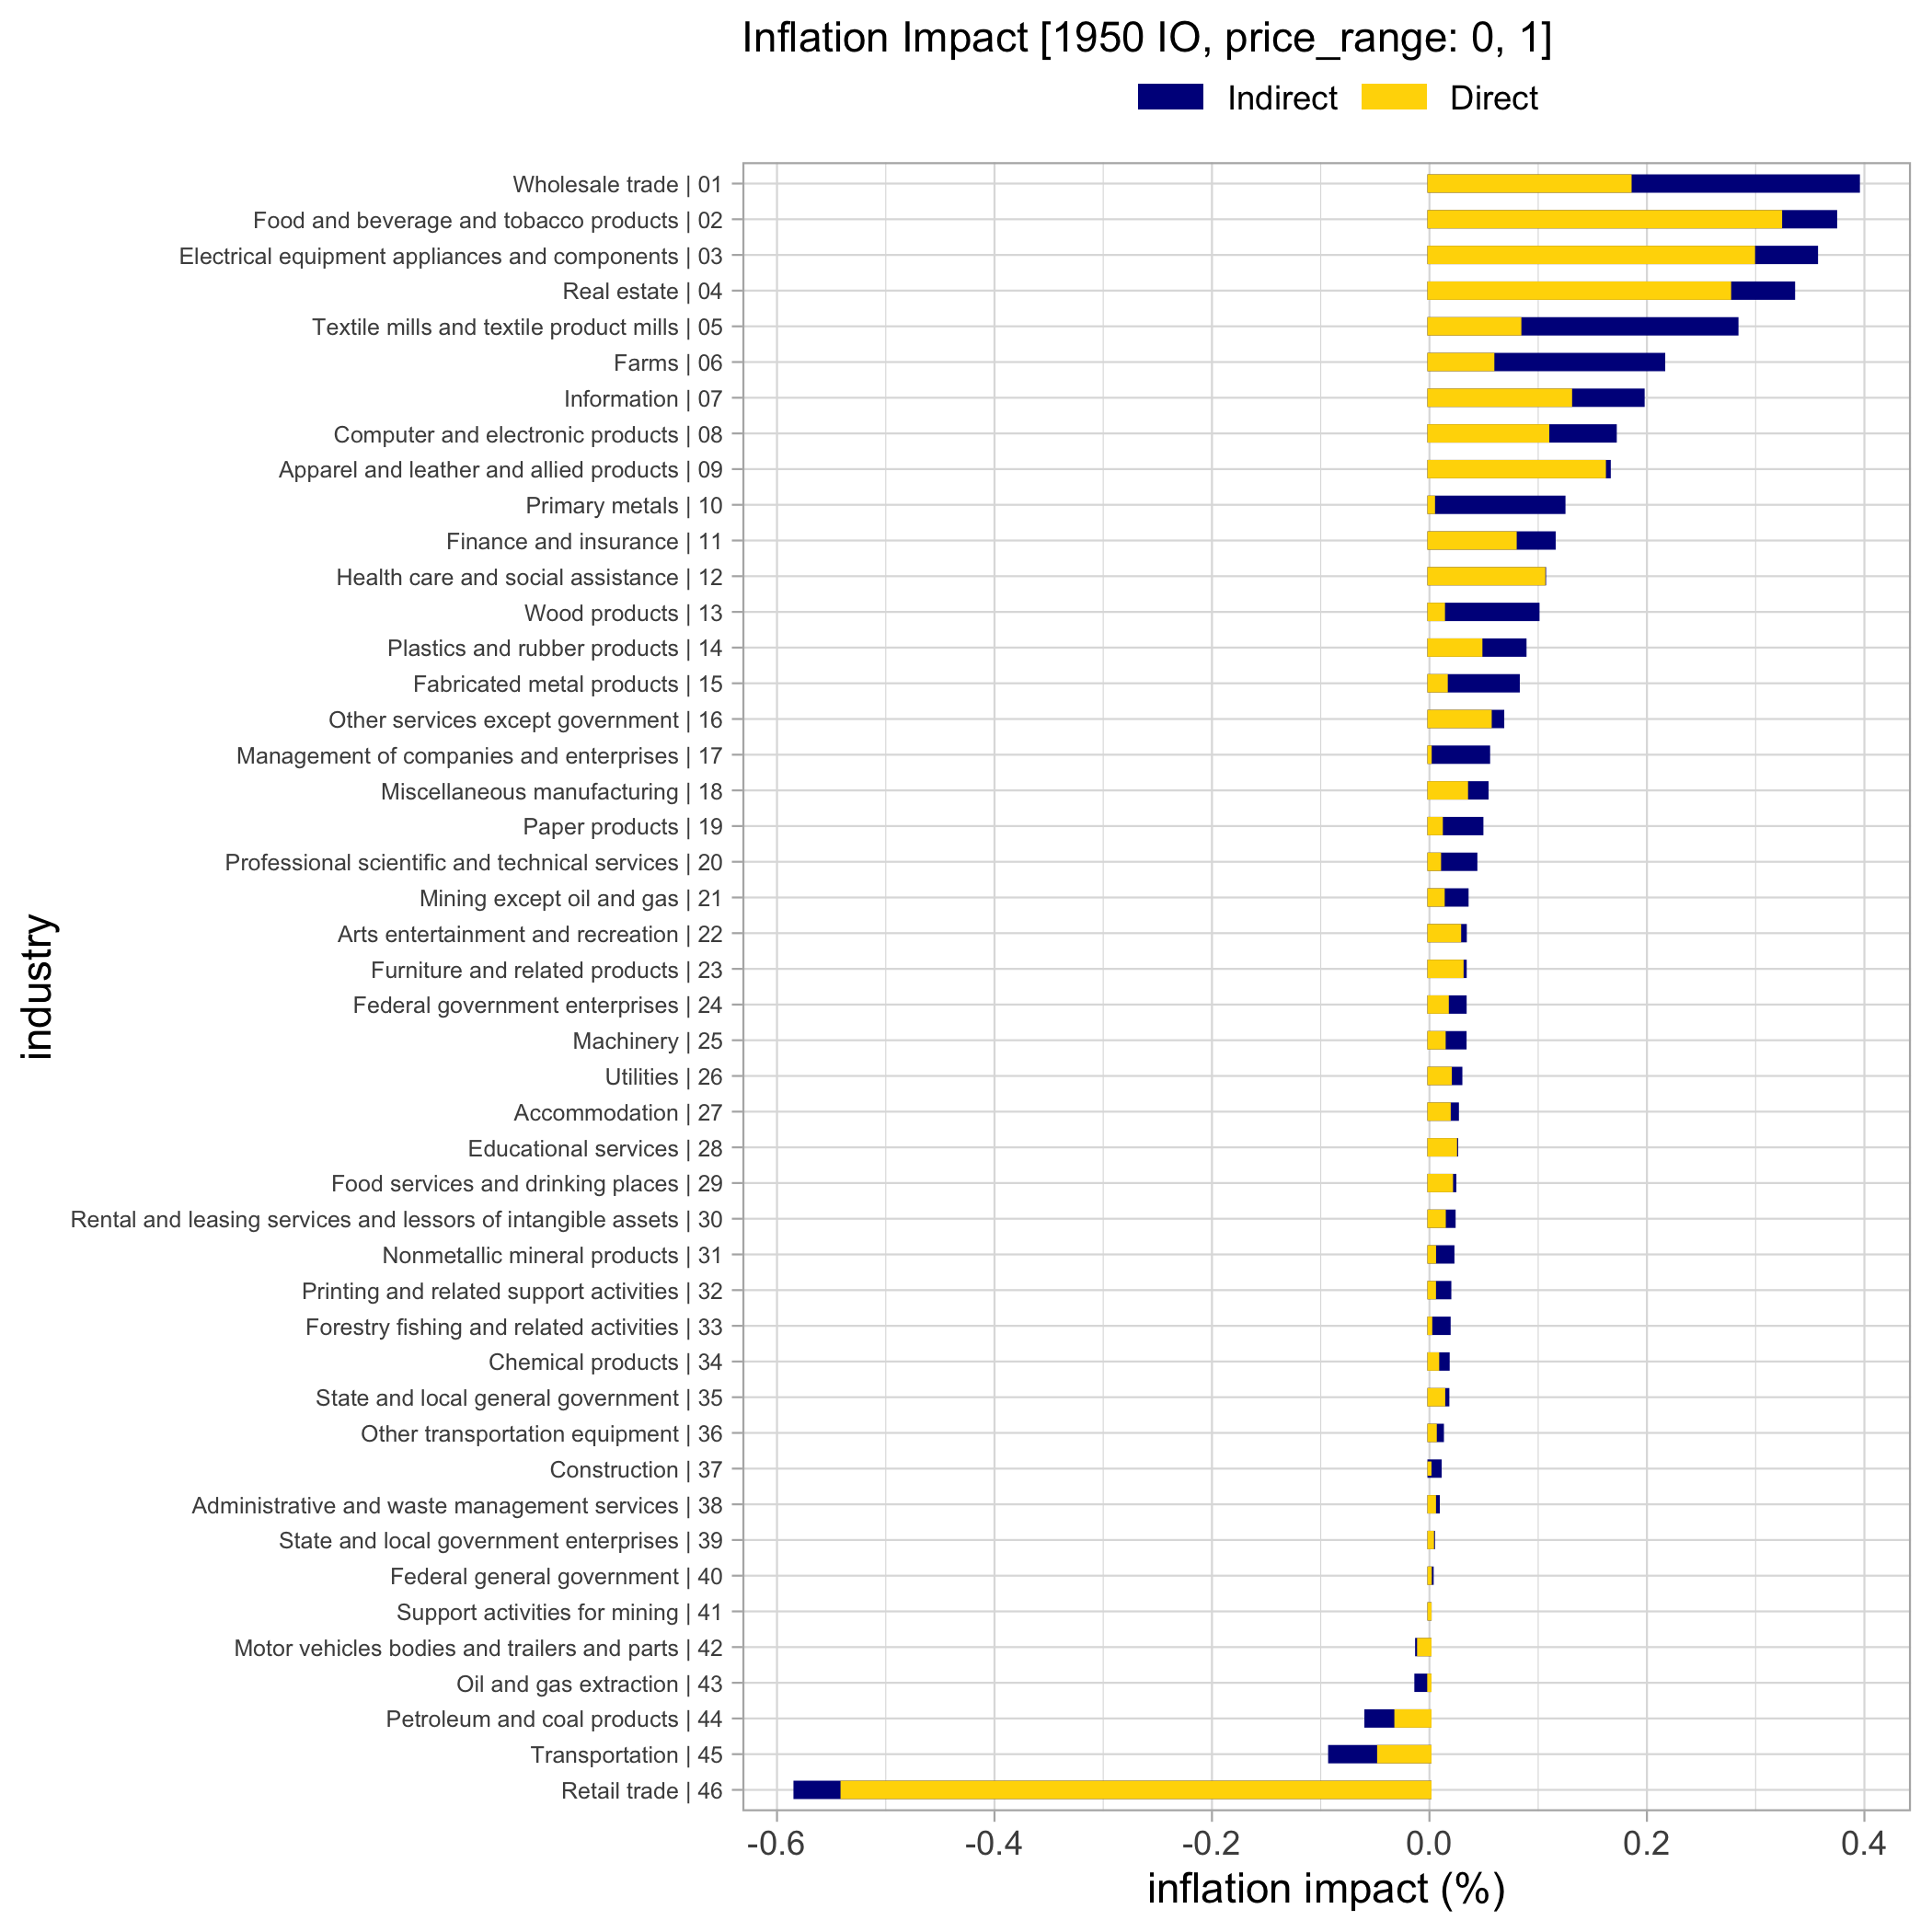 Inflation Impact [1950 IO, price_range: 0, 1]
Indirect Direct
Wholesale trade | 01
Food and beverage and tobacco products | 02
Electrical equipment appliances and components | 03
Real estate | 04
Textile mills and textile product mills | 05
Farms | 06
Information | 07
Computer and electronic products | 08
Apparel and leather and allied products | 09
Primary metals | 10
Finance and insurance | 11
Health care and social assistance | 12
Wood products | 13
Plastics and rubber products | 14
Fabricated metal products | 15
Other services except government | 16
Management of companies and enterprises | 17
Miscellaneous manufacturing | 18
Paper products | 19
Professional scientific and technical services | 20
Mining except oil and gas | 21
Arts entertainment and recreation | 22
Furniture and related products | 23
Federal government enterprises | 24
Machinery | 25
Utilities | 26
Accommodation | 27
Educational services | 28
Food services and drinking places | 29
Rental and leasing services and lessors of intangible assets | 30
Nonmetallic mineral products | 31
Printing and related support activities | 32
Forestry fishing and related activities | 33
Chemical products | 34
State and local general government | 35
Other transportation equipment | 36
Construction | 37
Administrative and waste management services | 38
State and local government enterprises | 39
Federal general government | 40
Support activities for mining | 41
Motor vehicles bodies and trailers and parts | 42
Oil and gas extraction | 43
Petroleum and coal products | 44
Transportation | 45
Retail trade | 46
industry
-0.6 -0.4 -0.2 0.0 0.2 0.4
inflation impact (%)